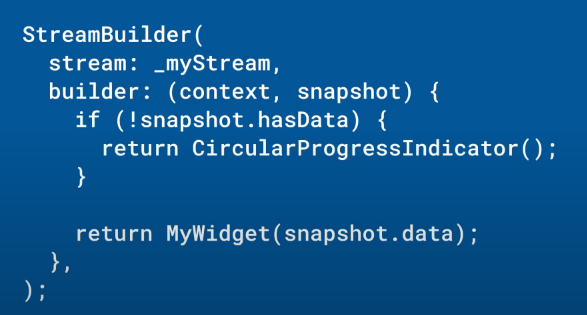 StreamBuilder(
  stream: _myStream,
  builder: (context, snapshot) {
    if (!snapshot.hasData) {
      return CircularProgressIndicator();
    }

    return MyWidget(snapshot.data);
  },
);